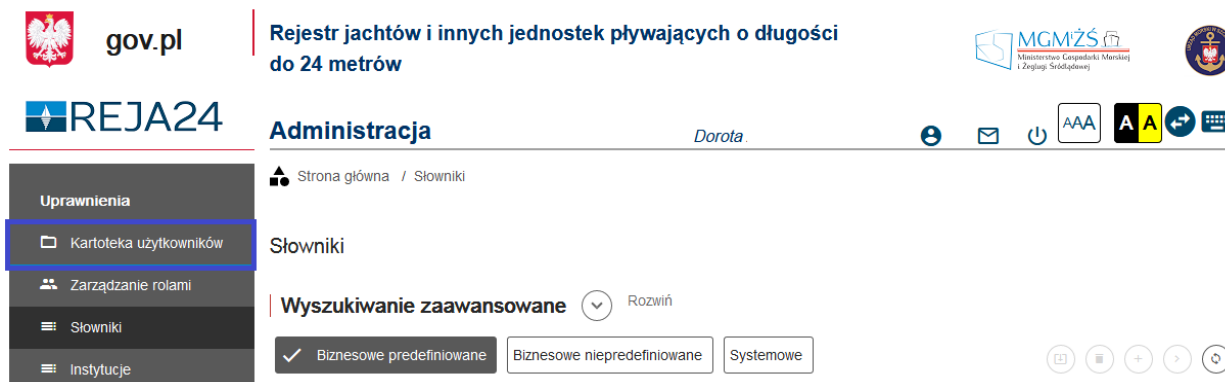 gov.pl
Rejestr jachtów i innych jednostek pływających o długości
do 24 metrów
MGMŻŚ
Ministerstwo Gospodarki Morskiej
i Żeglugi Śródlądowej
REJA24
Administracja
Dorota
AAA
A A
Strona główna / Słowniki
Uprawnienia
Kartoteka użytkowników
Zarządzanie rolami
Słowniki
Instytucje
Słowniki
Wyszukiwanie zaawansowane
Rozwiń
Biznesowe predefiniowane
Biznesowe niepredefiniowane
Systemowe